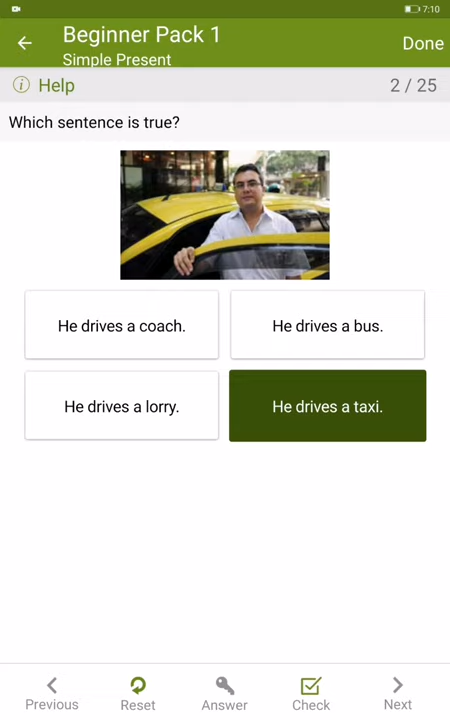 7:10
Beginner Pack 1
Simple Present
Done
Help
2 / 25
Which sentence is true?
He drives a coach.
He drives a bus.
He drives a lorry.
He drives a taxi.
Previous
Reset
Answer
Check
Next